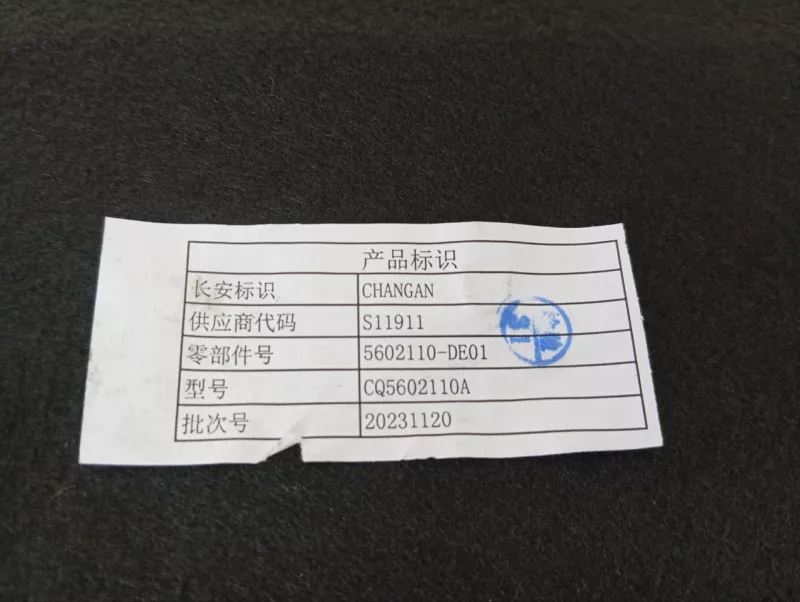 产品标识
长安标识 CHANGAN
供应商代码 S11911
零部件号 5602110-DE01
型号 CQ5602110A
批次号 20231120